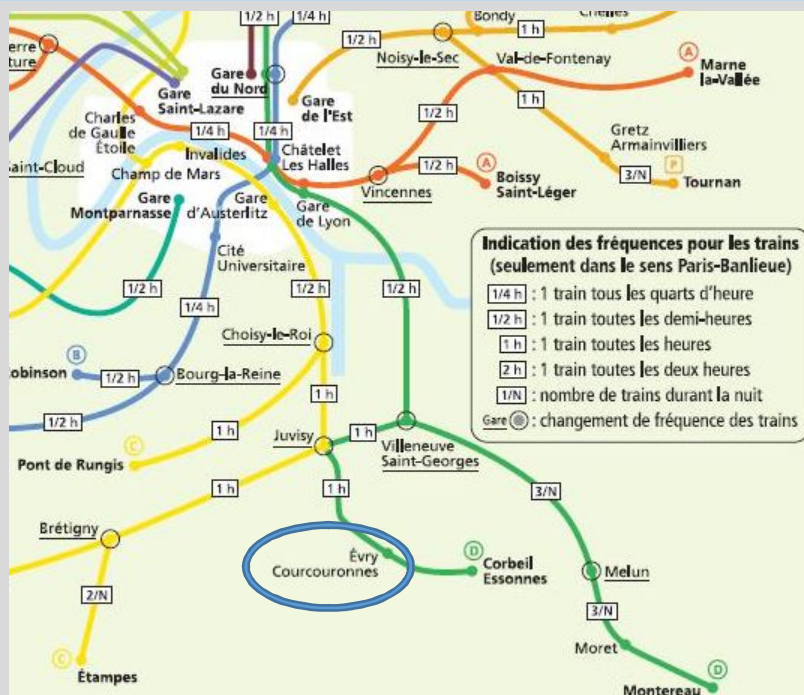 1/2 h
1/4 h
Bondy
1 h
Chelles
1/2 h
Noisy-le-Sec
Val-de-Fontenay
A
Marne
la-Vallée
Gare
Saint-Lazare
Gare
du Nord
Gare
de l'Est
1/2 h
1 h
Charles
de Gaulle
Étoile
1/4 h
1/4 h
Châtelet
Les Halles
Gretz
Armainvilliers
P
Invalides
Saint-Cloud
Champ de Mars
Vincennes
1/2 h
A
Boissy
Saint-Léger
3/N
Tournan
Gare
Montparnasse
Gare
d'Austerlitz
Gare
de Lyon
Cité
Universitaire
Indication des fréquences pour les trains
(seulement dans le sens Paris-Banlieue)
1/4 h : 1 train tous les quarts d'heure
1/2 h : 1 train toutes les demi-heures
1 h : 1 train toutes les heures
2 h : 1 train toutes les deux heures
1/N : nombre de trains durant la nuit
Gare : changement de fréquence des trains
1/2 h
1/4 h
1/2 h
1/2 h
Choisy-le-Roi
B
1/2 h
Bourg-la-Reine
1/2 h
1 h
1 h
C
Pont de Rungis
Juvisy
1 h
Villeneuve
Saint-Georges
1 h
1 h
3/N
Brétigny
Évry
Courcouronnes
D
Corbeil
Essonnes
Melun
2/N
3/N
Moret
C
Étampes
D
Montereau